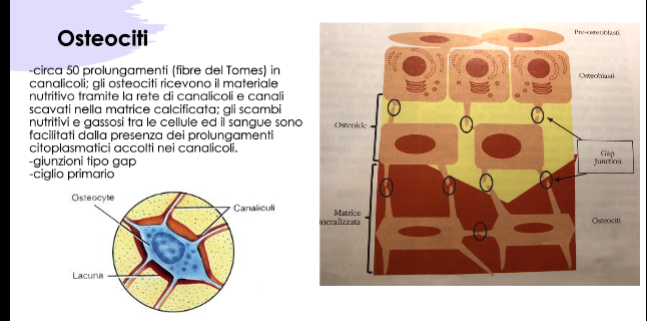 Osteociti
-circa 50 prolungamenti (fibre del Tomes) in
canalicoli; gli osteociti ricevono il materiale
nutritivo tramite la rete di canalicoli e canali
scavati nella matrice calcificata; gli scambi
nutritivi e gassosi tra le cellule ed il sangue sono
facilitati dalla presenza dei prolungamenti
citoplasmatici accolti nei canalicoli.
-giunzioni tipo gap
-ciglio primario
Osteocyte
Canaliculi
Lacuna
Pre-osteoblasti
Osteoblasti
Osteoide
Gap
Junction
Matrice
ineralizzata
Osteociti